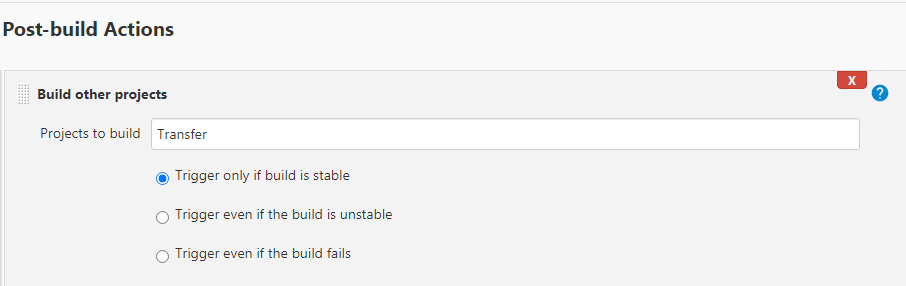 Post-build Actions
X
Build other projects
?
Projects to build Transfer
Trigger only if build is stable
Trigger even if the build is unstable
Trigger even if the build fails